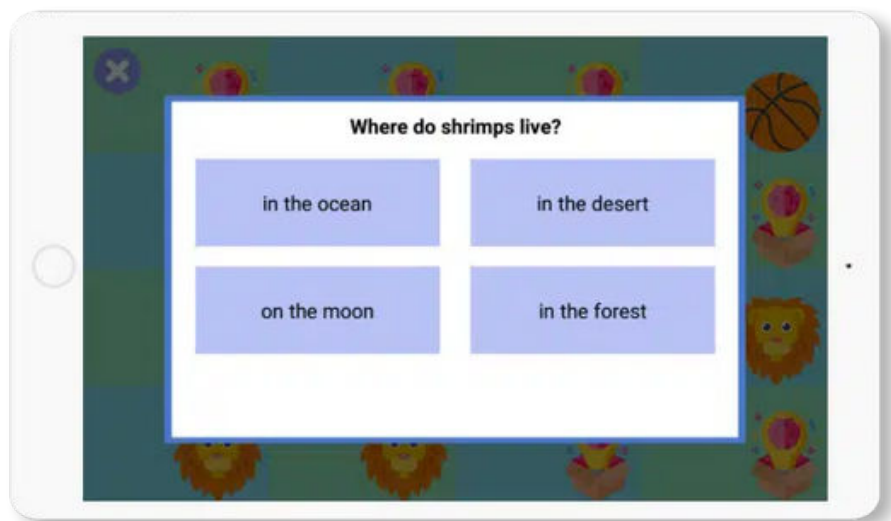 Where do shrimps live?
in the ocean
in the desert
on the moon
in the forest